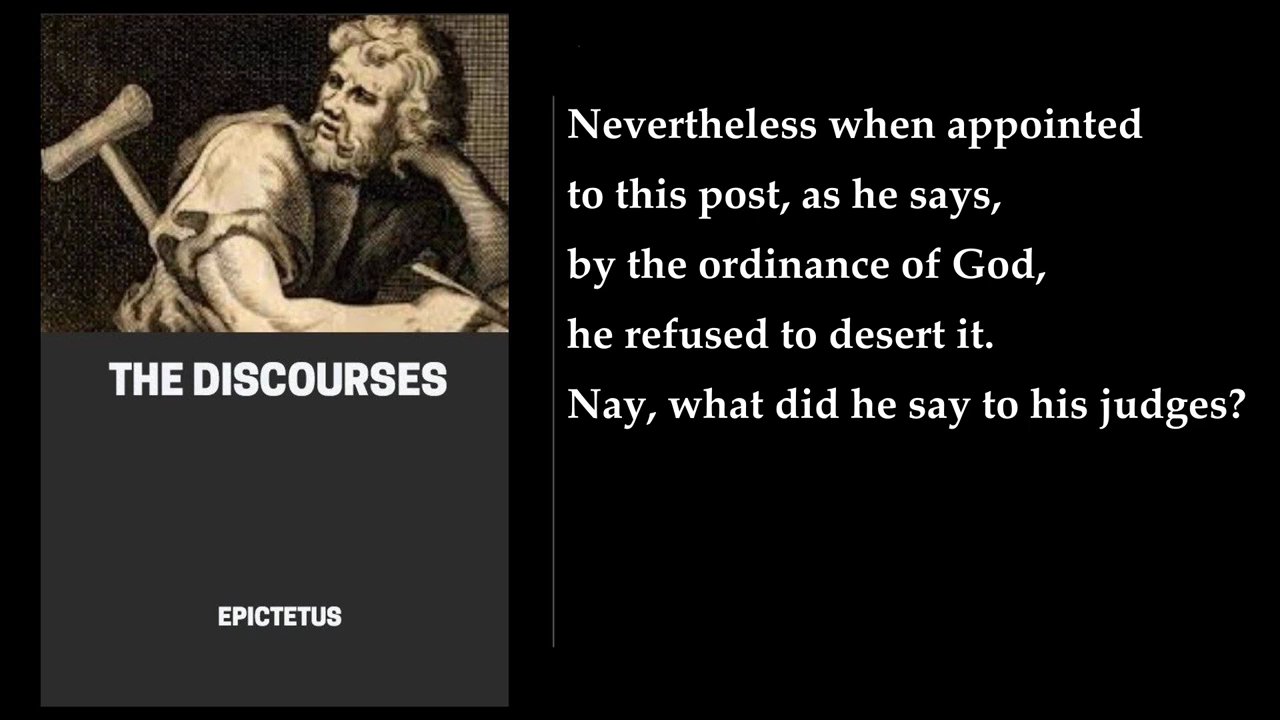 THE DISCOURSES
EPICTETUS
Nevertheless when appointed
to this post, as he says,
by the ordinance of God,
he refused to desert it.
Nay, what did he say to his judges?